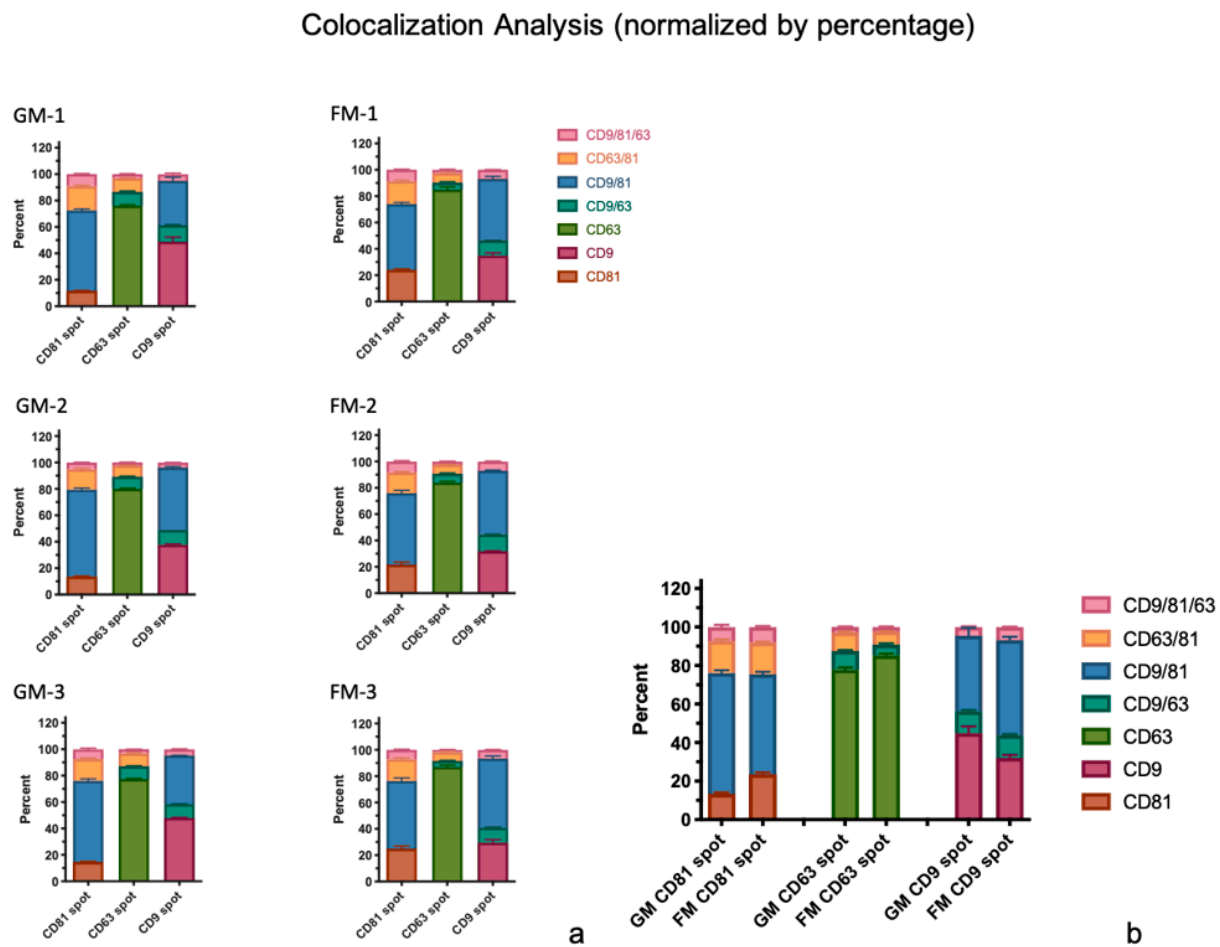 Colocalization Analysis (normalized by percentage)
GM-1
120
100
80
60
40
20
0
Percent
CD81 spot
CD63 spot
CD9 spot
FM-1
120
100
80
60
40
20
0
Percent
CD81 spot
CD63 spot
CD9 spot
CD9/81/63
CD63/81
CD9/81
CD9/63
CD63
CD9
CD81
GM-2
120
100
80
60
40
20
0
Percent
CD81 spot
CD63 spot
CD9 spot
FM-2
120
100
80
60
40
20
0
Percent
CD81 spot
CD63 spot
CD9 spot
GM-3
120
100
80
60
40
20
0
Percent
CD81 spot
CD63 spot
CD9 spot
FM-3
120
100
80
60
40
20
0
Percent
CD81 spot
CD63 spot
CD9 spot
a
120
100
80
60
40
20
0
Percent
GM CD81 spot
FM CD81 spot
GM CD63 spot
FM CD63 spot
GM CD9 spot
FM CD9 spot
CD9/81/63
CD63/81
CD9/81
CD9/63
CD63
CD9
CD81
b